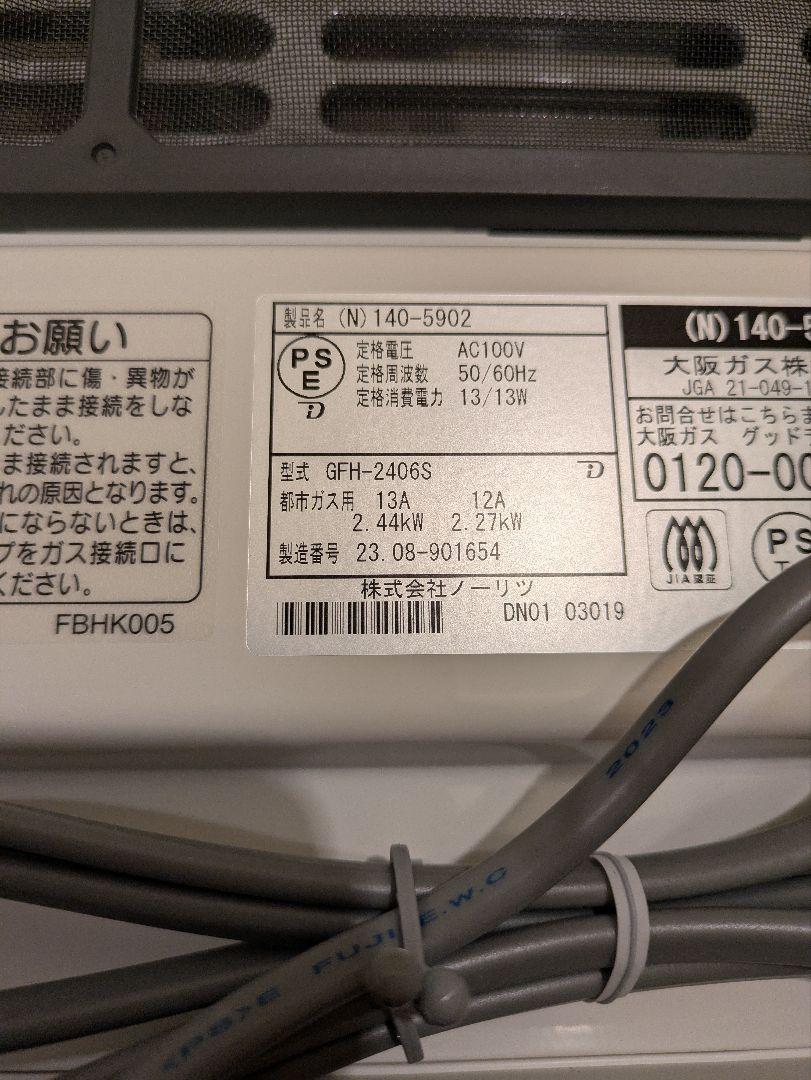 お願い
接続部に傷・異物が
したまま接続をしな
ださい。
まま接続されますと、
れの原因となります。
にならないときは、
プをガス接続口に
ください。
FBHK005
製品名 (N) 140-5902
PS
E
定格電圧 AC100V
定格周波数 50/60Hz
定格消費電力 13/13W
型式 GFH-2406S
都市ガス用 13A 12A
2.44kW 2.27kW
製造番号 23.08-901654
株式会社ノーリツ
DN01 03019
(N) 140-5
大阪ガス株
JGA 21-049-1
お問合せはこちらま
大阪ガス グッド
0120-00
JIA認証
PS
2023
<PS>E FUJI E.W.C